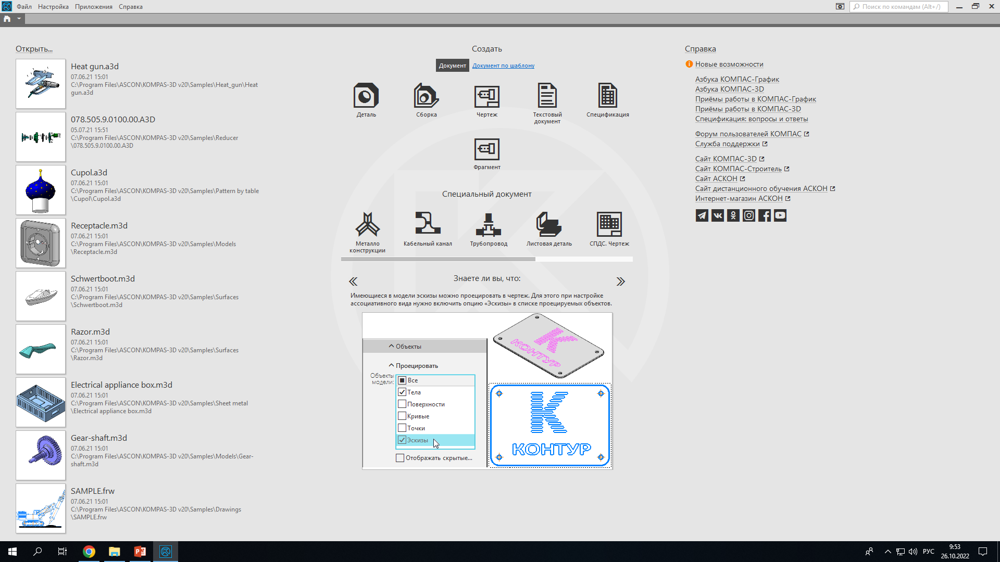 Файл Настройка Приложения Справка
Поиск по командам (Alt+/)
Открыть...
Heat gun.a3d
07.06.21 15:01
C:\Program Files\ASCON\KOMPAS-3D v20\Samples\Heat_gun\Heat
gun.a3d
078.505.9.0100.00.A3D
05.07.21 15:51
C:\Program Files\ASCON\KOMPAS-3D v20\Samples\Reducer
\078.505.9.0100.00.A3D
Cupol.a3d
07.06.21 15:01
C:\Program Files\ASCON\KOMPAS-3D v20\Samples\Pattern by table
\Cupol\Cupol.a3d
Receptacle.m3d
07.06.21 15:01
C:\Program Files\ASCON\KOMPAS-3D v20\Samples\Models
\Receptacle.m3d
Schwertboot.m3d
07.06.21 15:01
C:\Program Files\ASCON\KOMPAS-3D v20\Samples\Surfaces
\Schwertboot.m3d
Razor.m3d
07.06.21 15:01
C:\Program Files\ASCON\KOMPAS-3D v20\Samples\Surfaces
\Razor.m3d
Electrical appliance box.m3d
07.06.21 15:01
C:\Program Files\ASCON\KOMPAS-3D v20\Samples\Sheet metal
\Electrical appliance box.m3d
Gear-shaft.m3d
07.06.21 15:01
C:\Program Files\ASCON\KOMPAS-3D v20\Samples\Models\Gear-
shaft.m3d
SAMPLE.frw
07.06.21 15:01
C:\Program Files\ASCON\KOMPAS-3D v20\Samples\Drawings
\SAMPLE.frw
Создать
Документ Документ по шаблону
Деталь Сборка Чертеж Текстовый документ Спецификация
Фрагмент
Специальный документ
Металло конструкции Кабельный канал Трубопровод Листовая деталь СПДС. Чертеж
Знаете ли вы, что:
Имеющиеся в модели эскизы можно проецировать в чертеж. Для этого при настройке
ассоциативного вида нужно включить опцию «Эскизы» в списке проецируемых объектов.
Объекты
Проецировать
Объекты модели:
Все
Тела
Поверхности
Кривые
Точки
Эскизы
Отображать скрытые...
К
КОНТУР
К
КОНТУР
Справка
Новые возможности
Азбука КОМПАС-График
Азбука КОМПАС-3D
Приёмы работы в КОМПАС-График
Приёмы работы в КОМПАС-3D
Спецификация: вопросы и ответы
Форум пользователей КОМПАС
Служба поддержки
Сайт КОМПАС-3D
Сайт КОМПАС-Строитель
Сайт АСКОН
Сайт дистанционного обучения АСКОН
Интернет-магазин АСКОН
РУС
9:53
26.10.2022